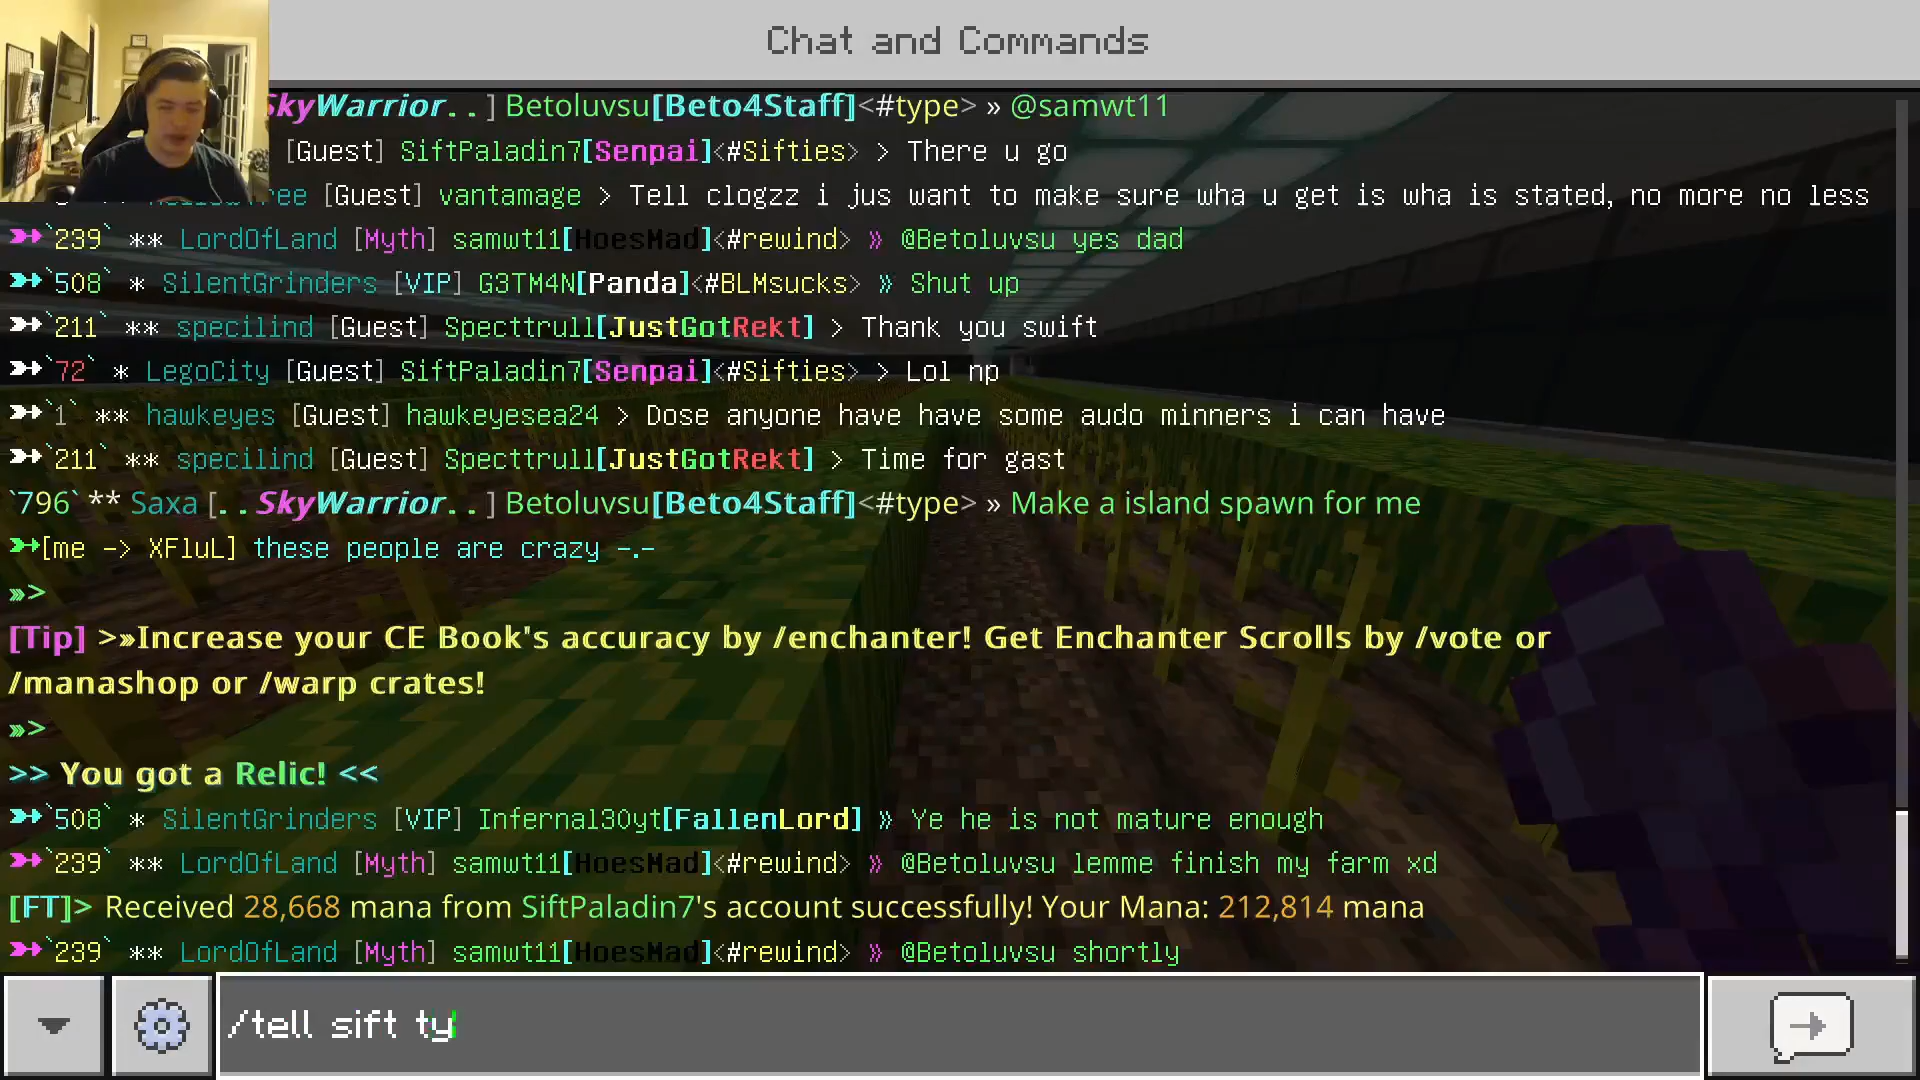 Chat and Commands
SkyWarrior..] Betoluvsu[Beto4Staff]<#type> » @samwt11
[Guest] SiftPaladin7[Senpai]<#Sifties> > There u go
ree [Guest] vantamage > Tell clogzz i jus want to make sure wha u get is wha is stated, no more no less
`239` ** LordOfLand [Myth] samwt11[HoesMad]<#rewind> » @Betoluvsu yes dad
`508` * SilentGrinders [VIP] G3TM4N[Panda]<#BLMsucks> » Shut up
`211` ** specilind [Guest] Specttrull[JustGotRekt] > Thank you swift
`72` * LegoCity [Guest] SiftPaladin7[Senpai]<#Sifties> > Lol np
`1` ** hawkeyes [Guest] hawkeyesea24 > Dose anyone have have some audo minners i can have
`211` ** specilind [Guest] Specttrull[JustGotRekt] > Time for gast
`796` ** Saxa [..SkyWarrior..] Betoluvsu[Beto4Staff]<#type> » Make a island spawn for me
[me -> XFluL] these people are crazy -.-
»>
[Tip] >»Increase your CE Book's accuracy by /enchanter! Get Enchanter Scrolls by /vote or
/manashop or /warp crates!
»>
>> You got a Relic! <<
`508` * SilentGrinders [VIP] Infernal30yt[FallenLord] » Ye he is not mature enough
`239` ** LordOfLand [Myth] samwt11[HoesMad]<#rewind> » @Betoluvsu lemme finish my farm xd
[FT]> Received 28,668 mana from SiftPaladin7's account successfully! Your Mana: 212,814 mana
`239` ** LordOfLand [Myth] samwt11[HoesMad]<#rewind> » @Betoluvsu shortly
/tell sift ty